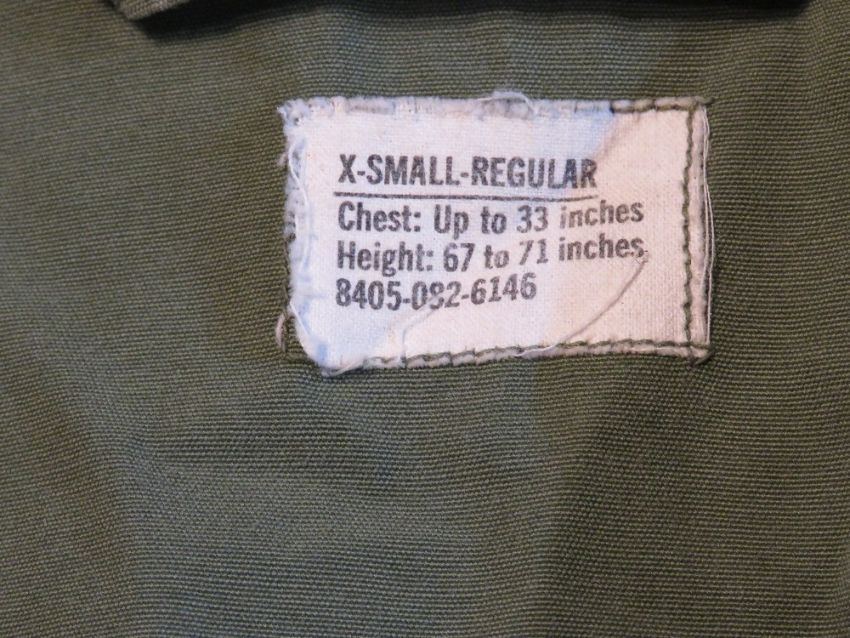 X-SMALL-REGULAR
Chest: Up to 33 inches
Height: 67 to 71 inches
8405-082-6146